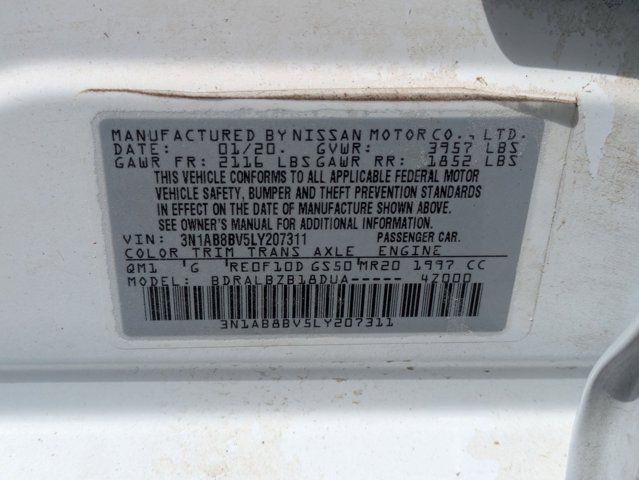 MANUFACTURED BY NISSAN MOTOR CO., LTD.
DATE: 01/20. GVWR: 3957 LBS
GAWR FR: 2116 LBS GAWR RR: 1852 LBS
THIS VEHICLE CONFORMS TO ALL APPLICABLE FEDERAL MOTOR
VEHICLE SAFETY, BUMPER AND THEFT PREVENTION STANDARDS
IN EFFECT ON THE DATE OF MANUFACTURE SHOWN ABOVE.
SEE OWNER'S MANUAL FOR ADDITIONAL INFORMATION.
VIN: 3N1AB8BV5LY207311 PASSENGER CAR.
COLOR TRIM TRANS AXLE ENGINE
QM1 G RE0F10D GS50 MR20 1997 CC
MODEL: BDRALBZB18DUA----- 4Z000
3N1AB8BV5LY207311